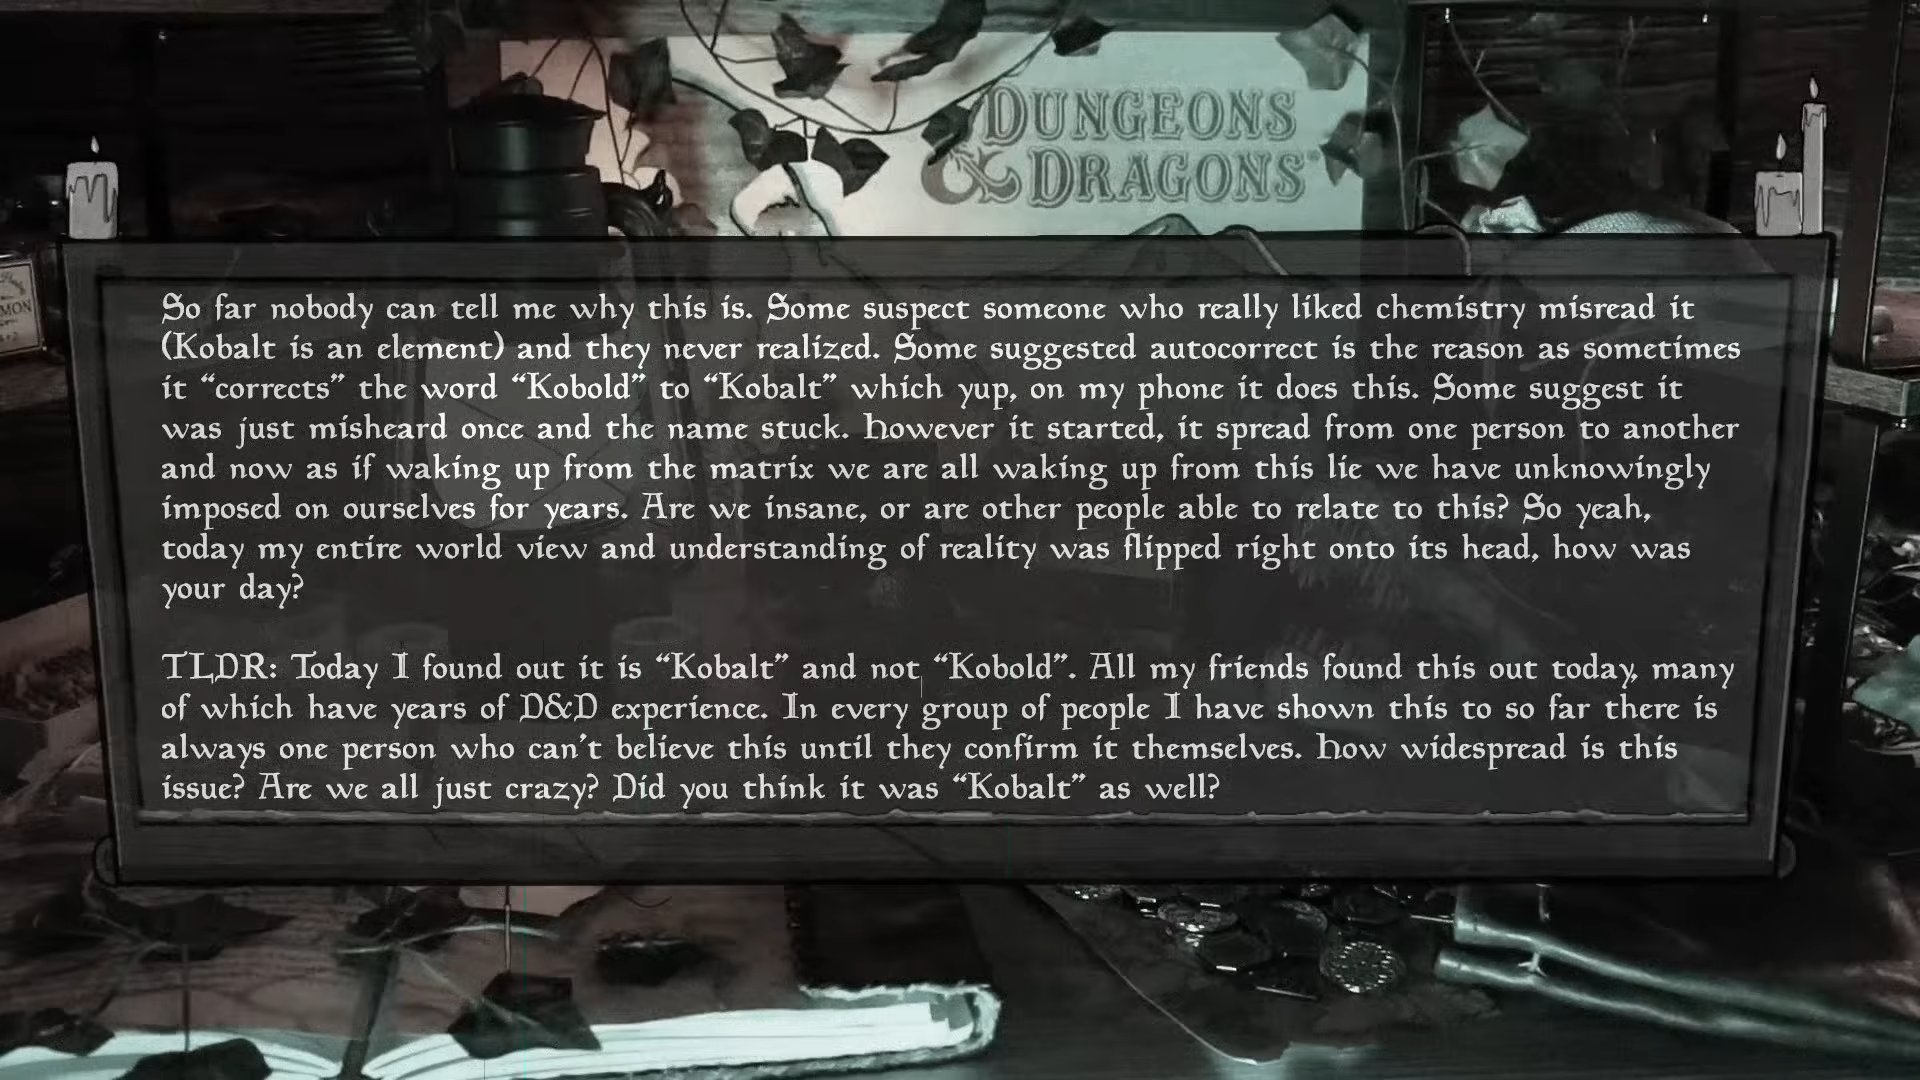 DUNGEONS
& DRAGONS
So far nobody can tell me why this is. Some suspect someone who really liked chemistry misread it
(Kobalt is an element) and they never realized. Some suggested autocorrect is the reason as sometimes
it “corrects” the word “Kobold” to “Kobalt” which yup, on my phone it does this. Some suggest it
was just misheard once and the name stuck. However it started, it spread from one person to another
and now as if waking up from the matrix we are all waking up from this lie we have unknowingly
imposed on ourselves for years. Are we insane, or are other people able to relate to this? So yeah,
today my entire world view and understanding of reality was flipped right onto its head, how was
your day?
TLDR: Today I found out it is “Kobalt” and not “Kobold”. All my friends found this out today, many
of which have years of D&D experience. In every group of people I have shown this to so far there is
always one person who can't believe this until they confirm it themselves. How widespread is this
issue? Are we all just crazy? Did you think it was “Kobalt” as well?